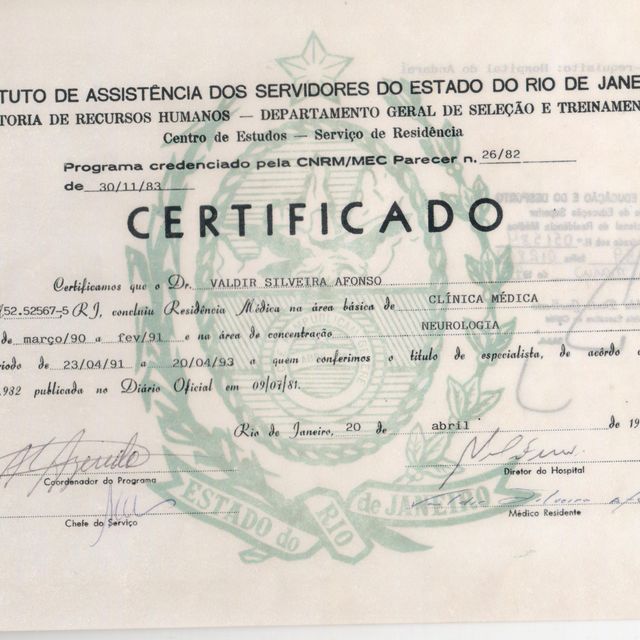 TUTO DE ASSISTÊNCIA DOS SERVIDORES DO ESTADO DO RIO DE JANE
TORIA DE RECURSOS HUMANOS — DEPARTAMENTO GERAL DE SELEÇÃO E TREINAMEN
Centro de Estudos — Serviço de Residência
Programa credenciado pela CNRM/MEC Parecer n. 26/82
de 30/11/83
CERTIFICADO
Certificamos que o Dr. VALDIR SILVEIRA AFONSO
52.52567-5 RJ, concluiu Residência Médica na área básica de CLÍNICA MÉDICA
de março/90 a fev/91 e na área de concentração NEUROLOGIA
ríodo de 23/04/91 a 20/04/93 a quem conferimos o título de especialista, de acôrdo
932 publicada no Diário Oficial em 09/07/81.
Rio de Janeiro, 20 de abril de 19
Coordenador do Programa
Diretor do Hospital
Chefe do Serviço
Médico Residente
ESTADO do RIO de JANEIRO